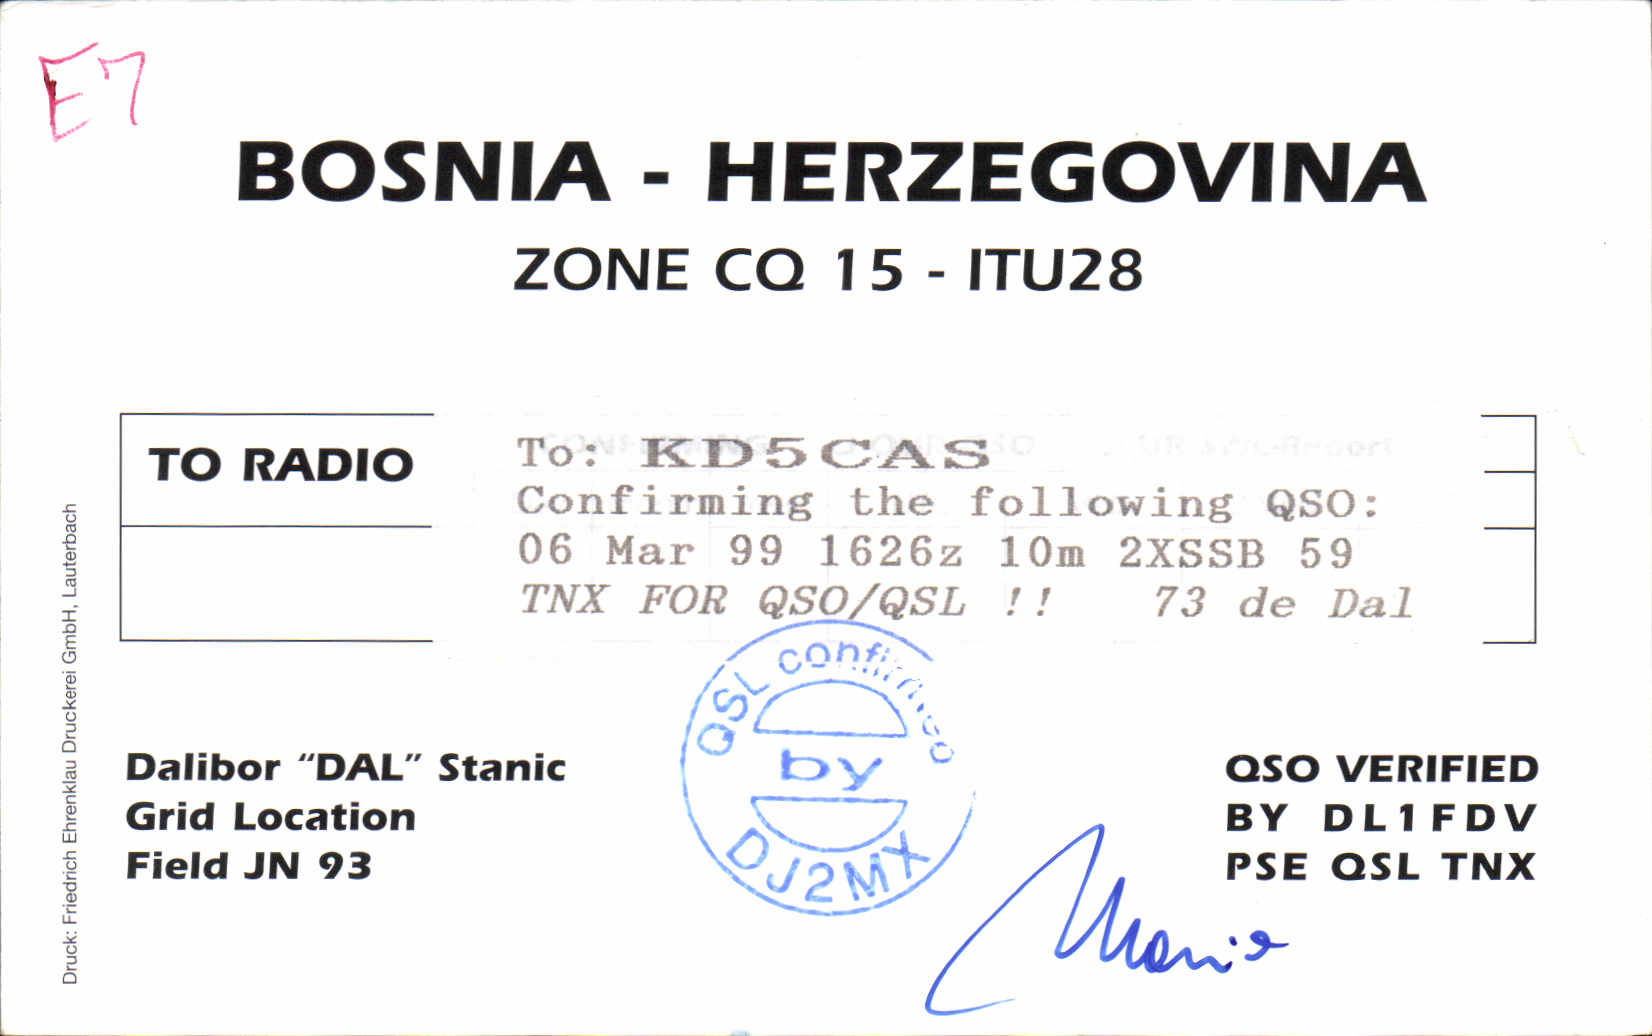 E7
BOSNIA - HERZEGOVINA
ZONE CQ 15 - ITU28
TO RADIO
To: KD5CAS
Confirming the following QSO:
06 Mar 99 1626z 10m 2XSSB 59
TNX FOR QSO/QSL !! 73 de Dal
QSL confirmed
by
DJ2MX
Dalibor "DAL" Stanic
Grid Location
Field JN 93
QSO VERIFIED
BY DL1FDV
PSE QSL TNX
Druck: Friedrich Ehrenklau Druckerei GmbH, Lauterbach